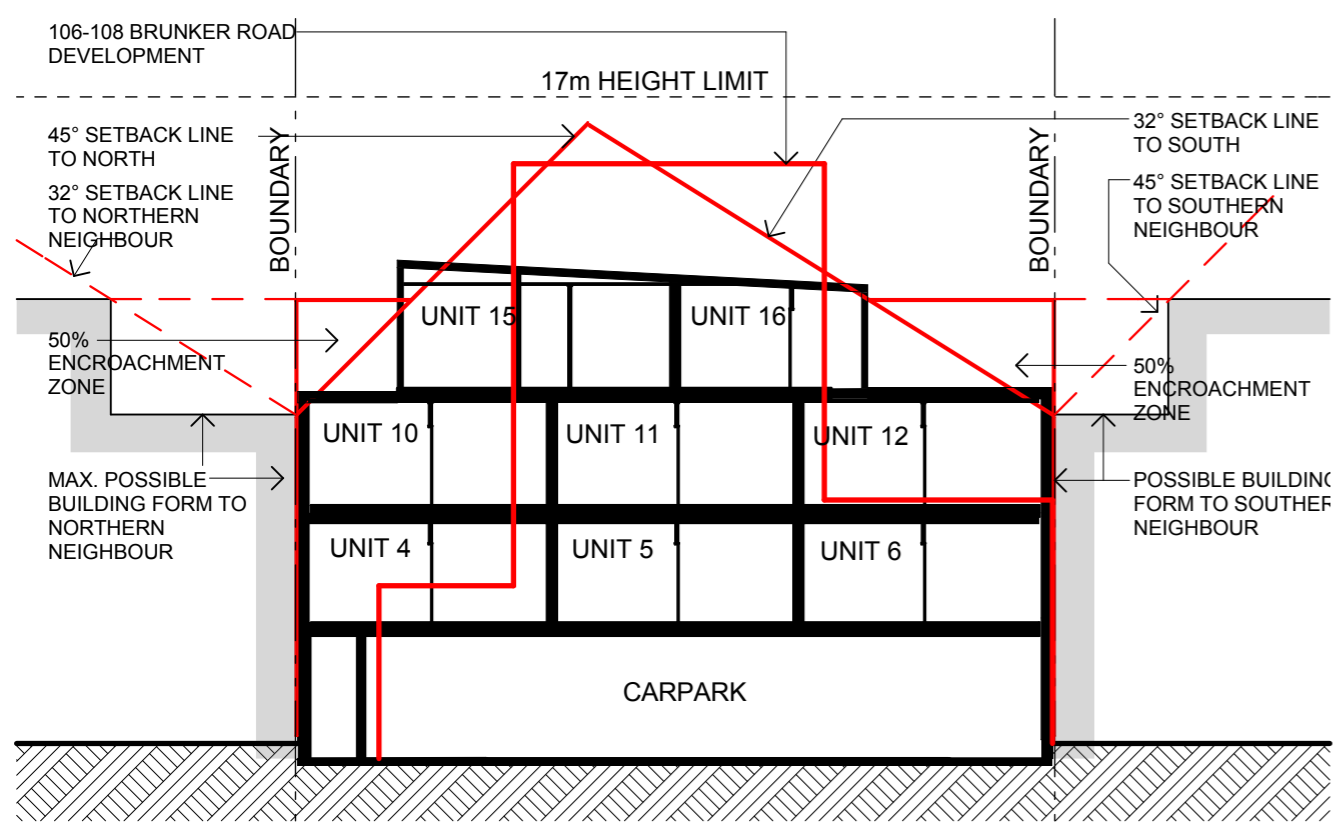 106-108 BRUNKER ROAD
DEVELOPMENT
17m HEIGHT LIMIT
45° SETBACK LINE
TO NORTH
32° SETBACK LINE
TO NORTHERN
NEIGHBOUR
BOUNDARY
BOUNDARY
32° SETBACK LINE
TO SOUTH
45° SETBACK LINE
TO SOUTHERN
NEIGHBOUR
50%
ENCROACHMENT
ZONE
UNIT 15
UNIT 16
50%
ENCROACHMENT
ZONE
UNIT 10
UNIT 11
UNIT 12
MAX. POSSIBLE
BUILDING FORM TO
NORTHERN
NEIGHBOUR
POSSIBLE BUILDING
FORM TO SOUTHER
NEIGHBOUR
UNIT 4
UNIT 5
UNIT 6
CARPARK